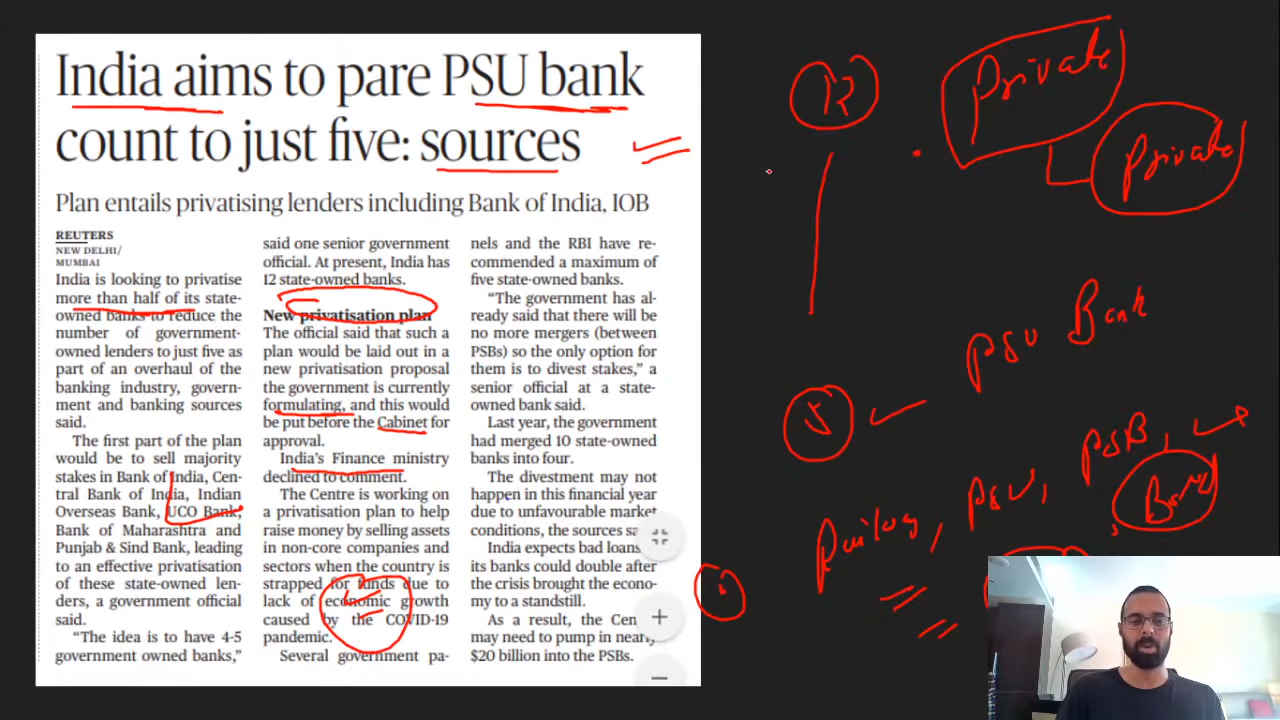 India aims to pare PSU bank
count to just five: sources
Plan entails privatising lenders including Bank of India, IOB
REUTERS
NEW DELHI/
MUMBAI
India is looking to privatise
more than half of its state-
owned banks to reduce the
number of government-
owned lenders to just five as
part of an overhaul of the
banking industry, govern-
ment and banking sources
said.
The first part of the plan
would be to sell majority
stakes in Bank of India, Cen-
tral Bank of India, Indian
Overseas Bank, UCO Bank,
Bank of Maharashtra and
Punjab & Sind Bank, leading
to an effective privatisation
of these state-owned len-
ders, a government official
said.
“The idea is to have 4-5
government owned banks,”
said one senior government
official. At present, India has
12 state-owned banks.
New privatisation plan
The official said that such a
plan would be laid out in a
new privatisation proposal
the government is currently
formulating, and this would
be put before the Cabinet for
approval.
India’s Finance ministry
declined to comment.
The Centre is working on
a privatisation plan to help
raise money by selling assets
in non-core companies and
sectors when the country is
strapped for funds due to
lack of economic growth
caused by the COVID-19
pandemic.
Several government pa-
nels and the RBI have re-
commended a maximum of
five state-owned banks.
“The government has al-
ready said that there will be
no more mergers (between
PSBs) so the only option for
them is to divest stakes,” a
senior official at a state-
owned bank said.
Last year, the government
had merged 10 state-owned
banks into four.
The divestment may not
happen in this financial year
due to unfavourable market
conditions, the sources sa
India expects bad loans
its banks could double after
the crisis brought the econo-
my to a standstill.
As a result, the Cen
may need to pump in nearly
$20 billion into the PSBs.
12
Private
Private
PSU Bank
5
Railway, PSU, PSB,
Bank